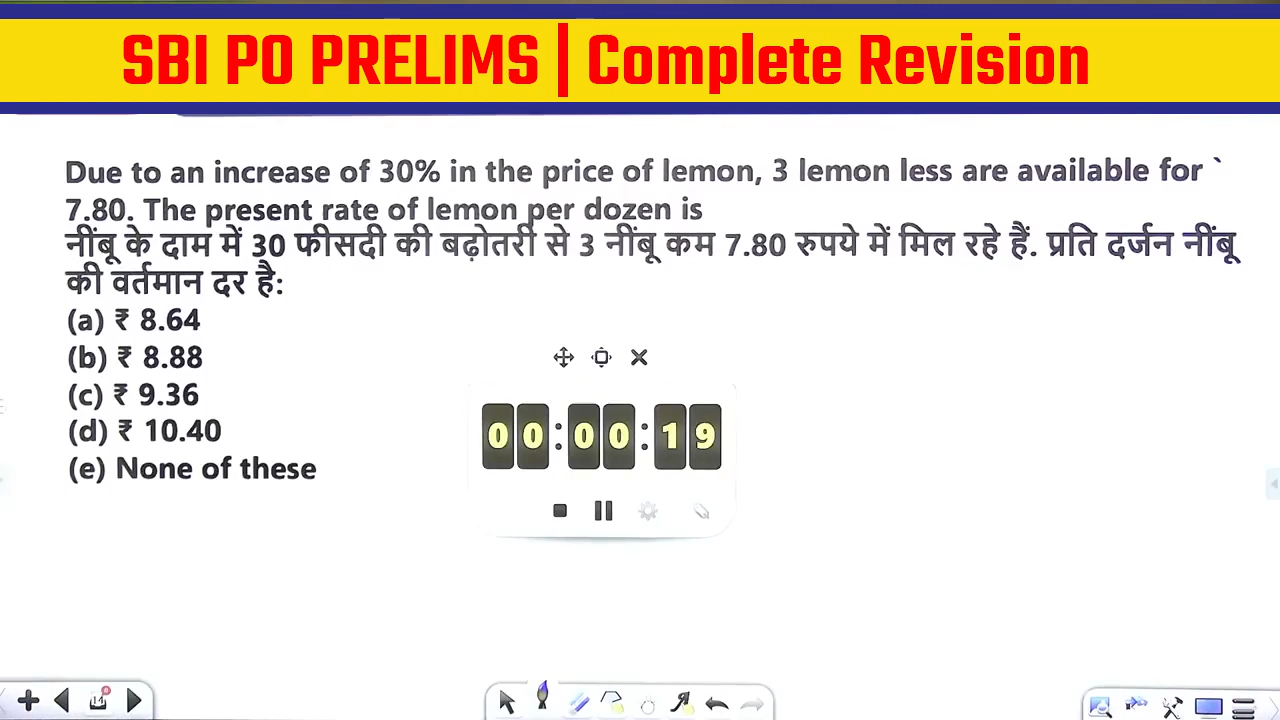 SBI PO PRELIMS | Complete Revision
Due to an increase of 30% in the price of lemon, 3 lemon less are available for `
7.80. The present rate of lemon per dozen is
नींबू के दाम में 30 फीसदी की बढ़ोतरी से 3 नींबू कम 7.80 रुपये में मिल रहे हैं. प्रति दर्जन नींबू
की वर्तमान दर है:
(a) ₹ 8.64
(b) ₹ 8.88
(c) ₹ 9.36
(d) ₹ 10.40
(e) None of these
00:00:19